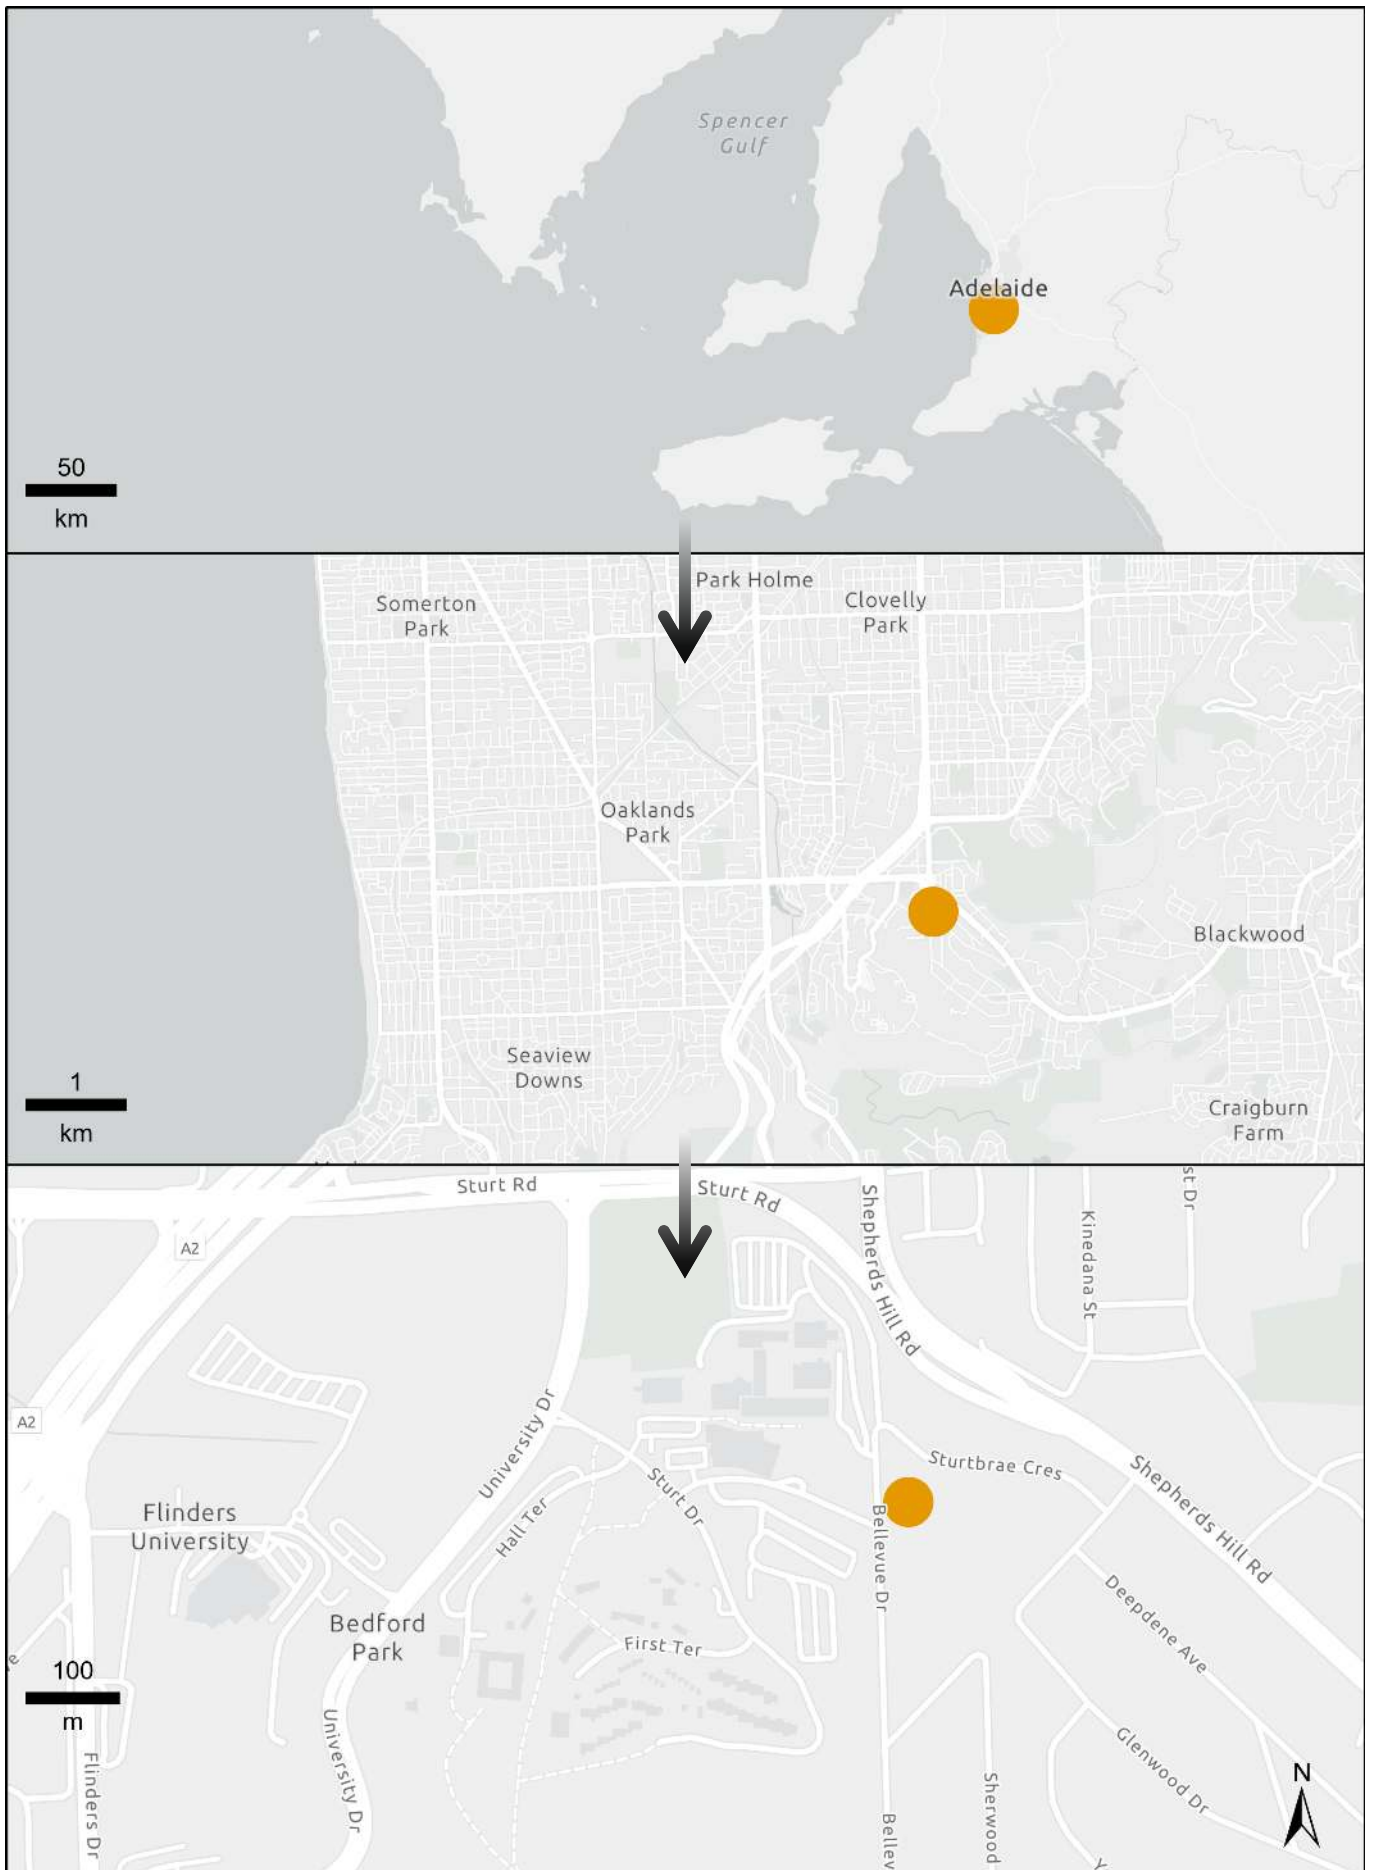 Spencer
Gulf
Adelaide
50
km
Park Holme
Somerton
Park
Clovelly
Park
Oaklands
Park
Blackwood
Seaview
Downs
1
km
Craigburn
Farm
Sturt Rd
Sturt Rd
Shepherds Hill Rd
Kinedana St
st Dr
A2
A2
University Dr
Sturtbrae Cres
Shepherds Hill Rd
Flinders
University
Hall Ter
Sturt Dr
Bellevue Dr
Deepdene Ave
Bedford
Park
First Ter
100
m
University Dr
Flinders Dr
Glenwood Dr
Sherwood
Bellev
N